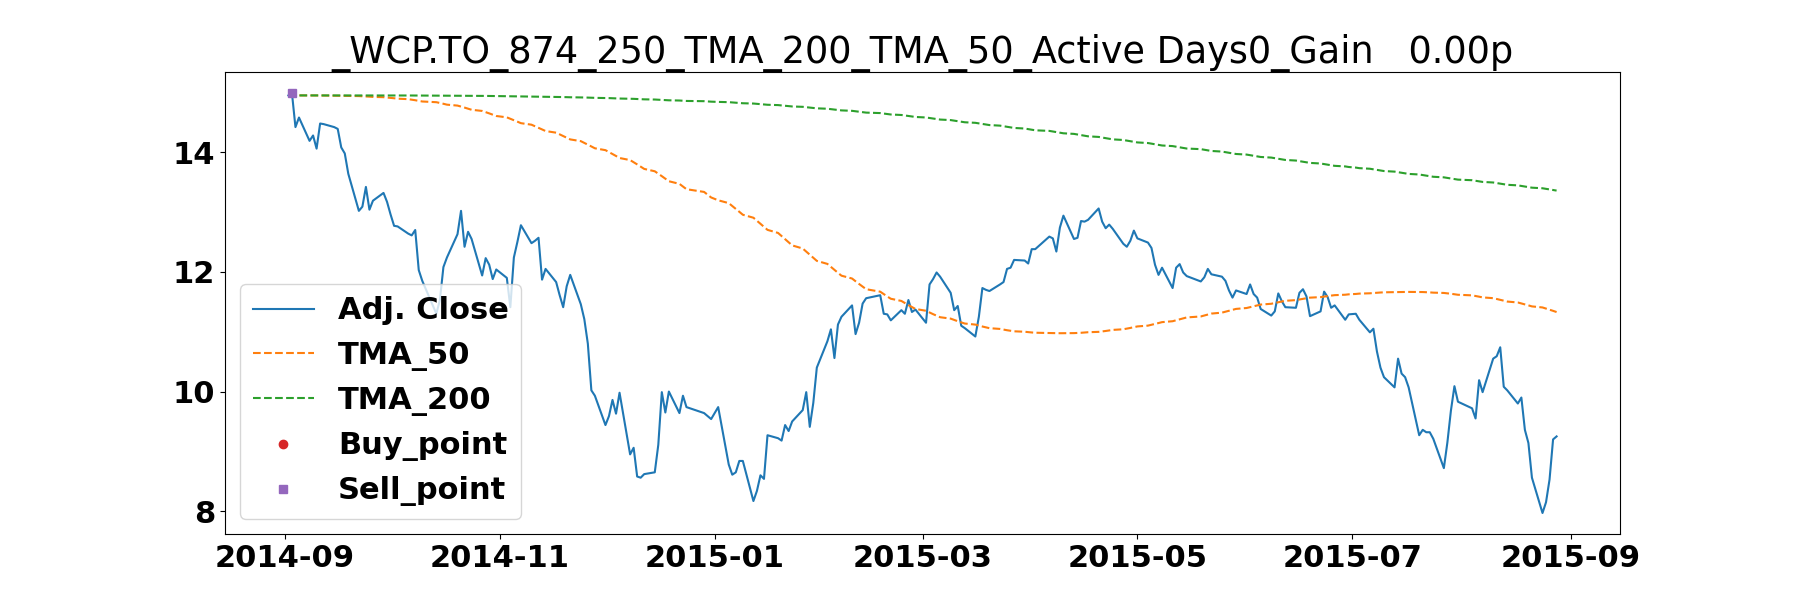 _WCP.TO_874_250_TMA_200_TMA_50_Active Days0_Gain   0.00p
14
12
10
8
Adj. Close
TMA_50
TMA_200
Buy_point
Sell_point
2014-09 2014-11 2015-01 2015-03 2015-05 2015-07 2015-09